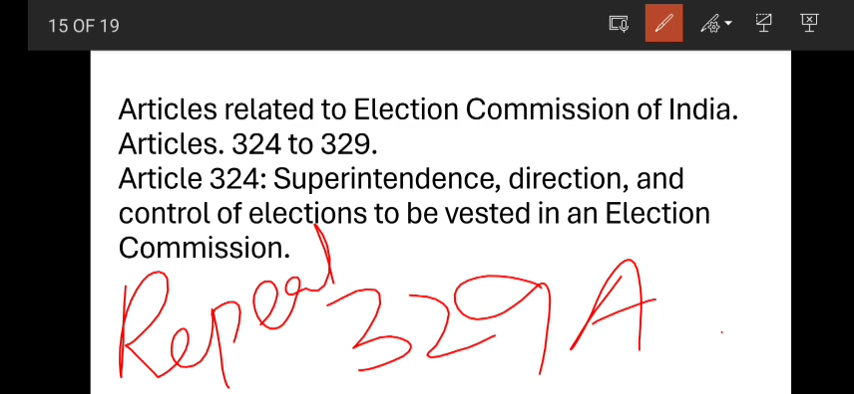 15 OF 19
Articles related to Election Commission of India.
Articles. 324 to 329.
Article 324: Superintendence, direction, and
control of elections to be vested in an Election
Commission.
Repeal 329 A